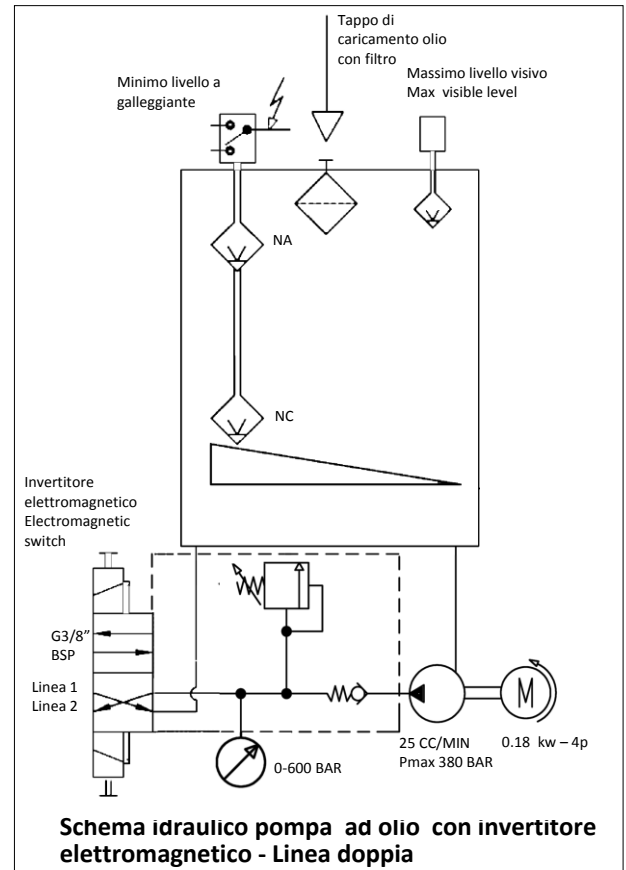 Tappo di
caricamento olio
con filtro
Minimo livello a
galleggiante
Massimo livello visivo
Max visible level
NA
NC
Invertitore
elettromagnetico
Electromagnetic
switch
G3/8”
BSP
Linea 1
Linea 2
M
0-600 BAR
25 CC/MIN
Pmax 380 BAR
0.18 kw – 4p
Schema idraulico pompa ad olio con invertitore
elettromagnetico - Linea doppia